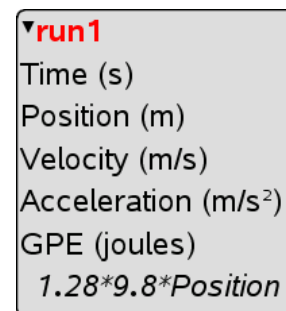 run1
Time (s)
Position (m)
Velocity (m/s)
Acceleration (m/s²)
GPE (joules)
1.28*9.8*Position